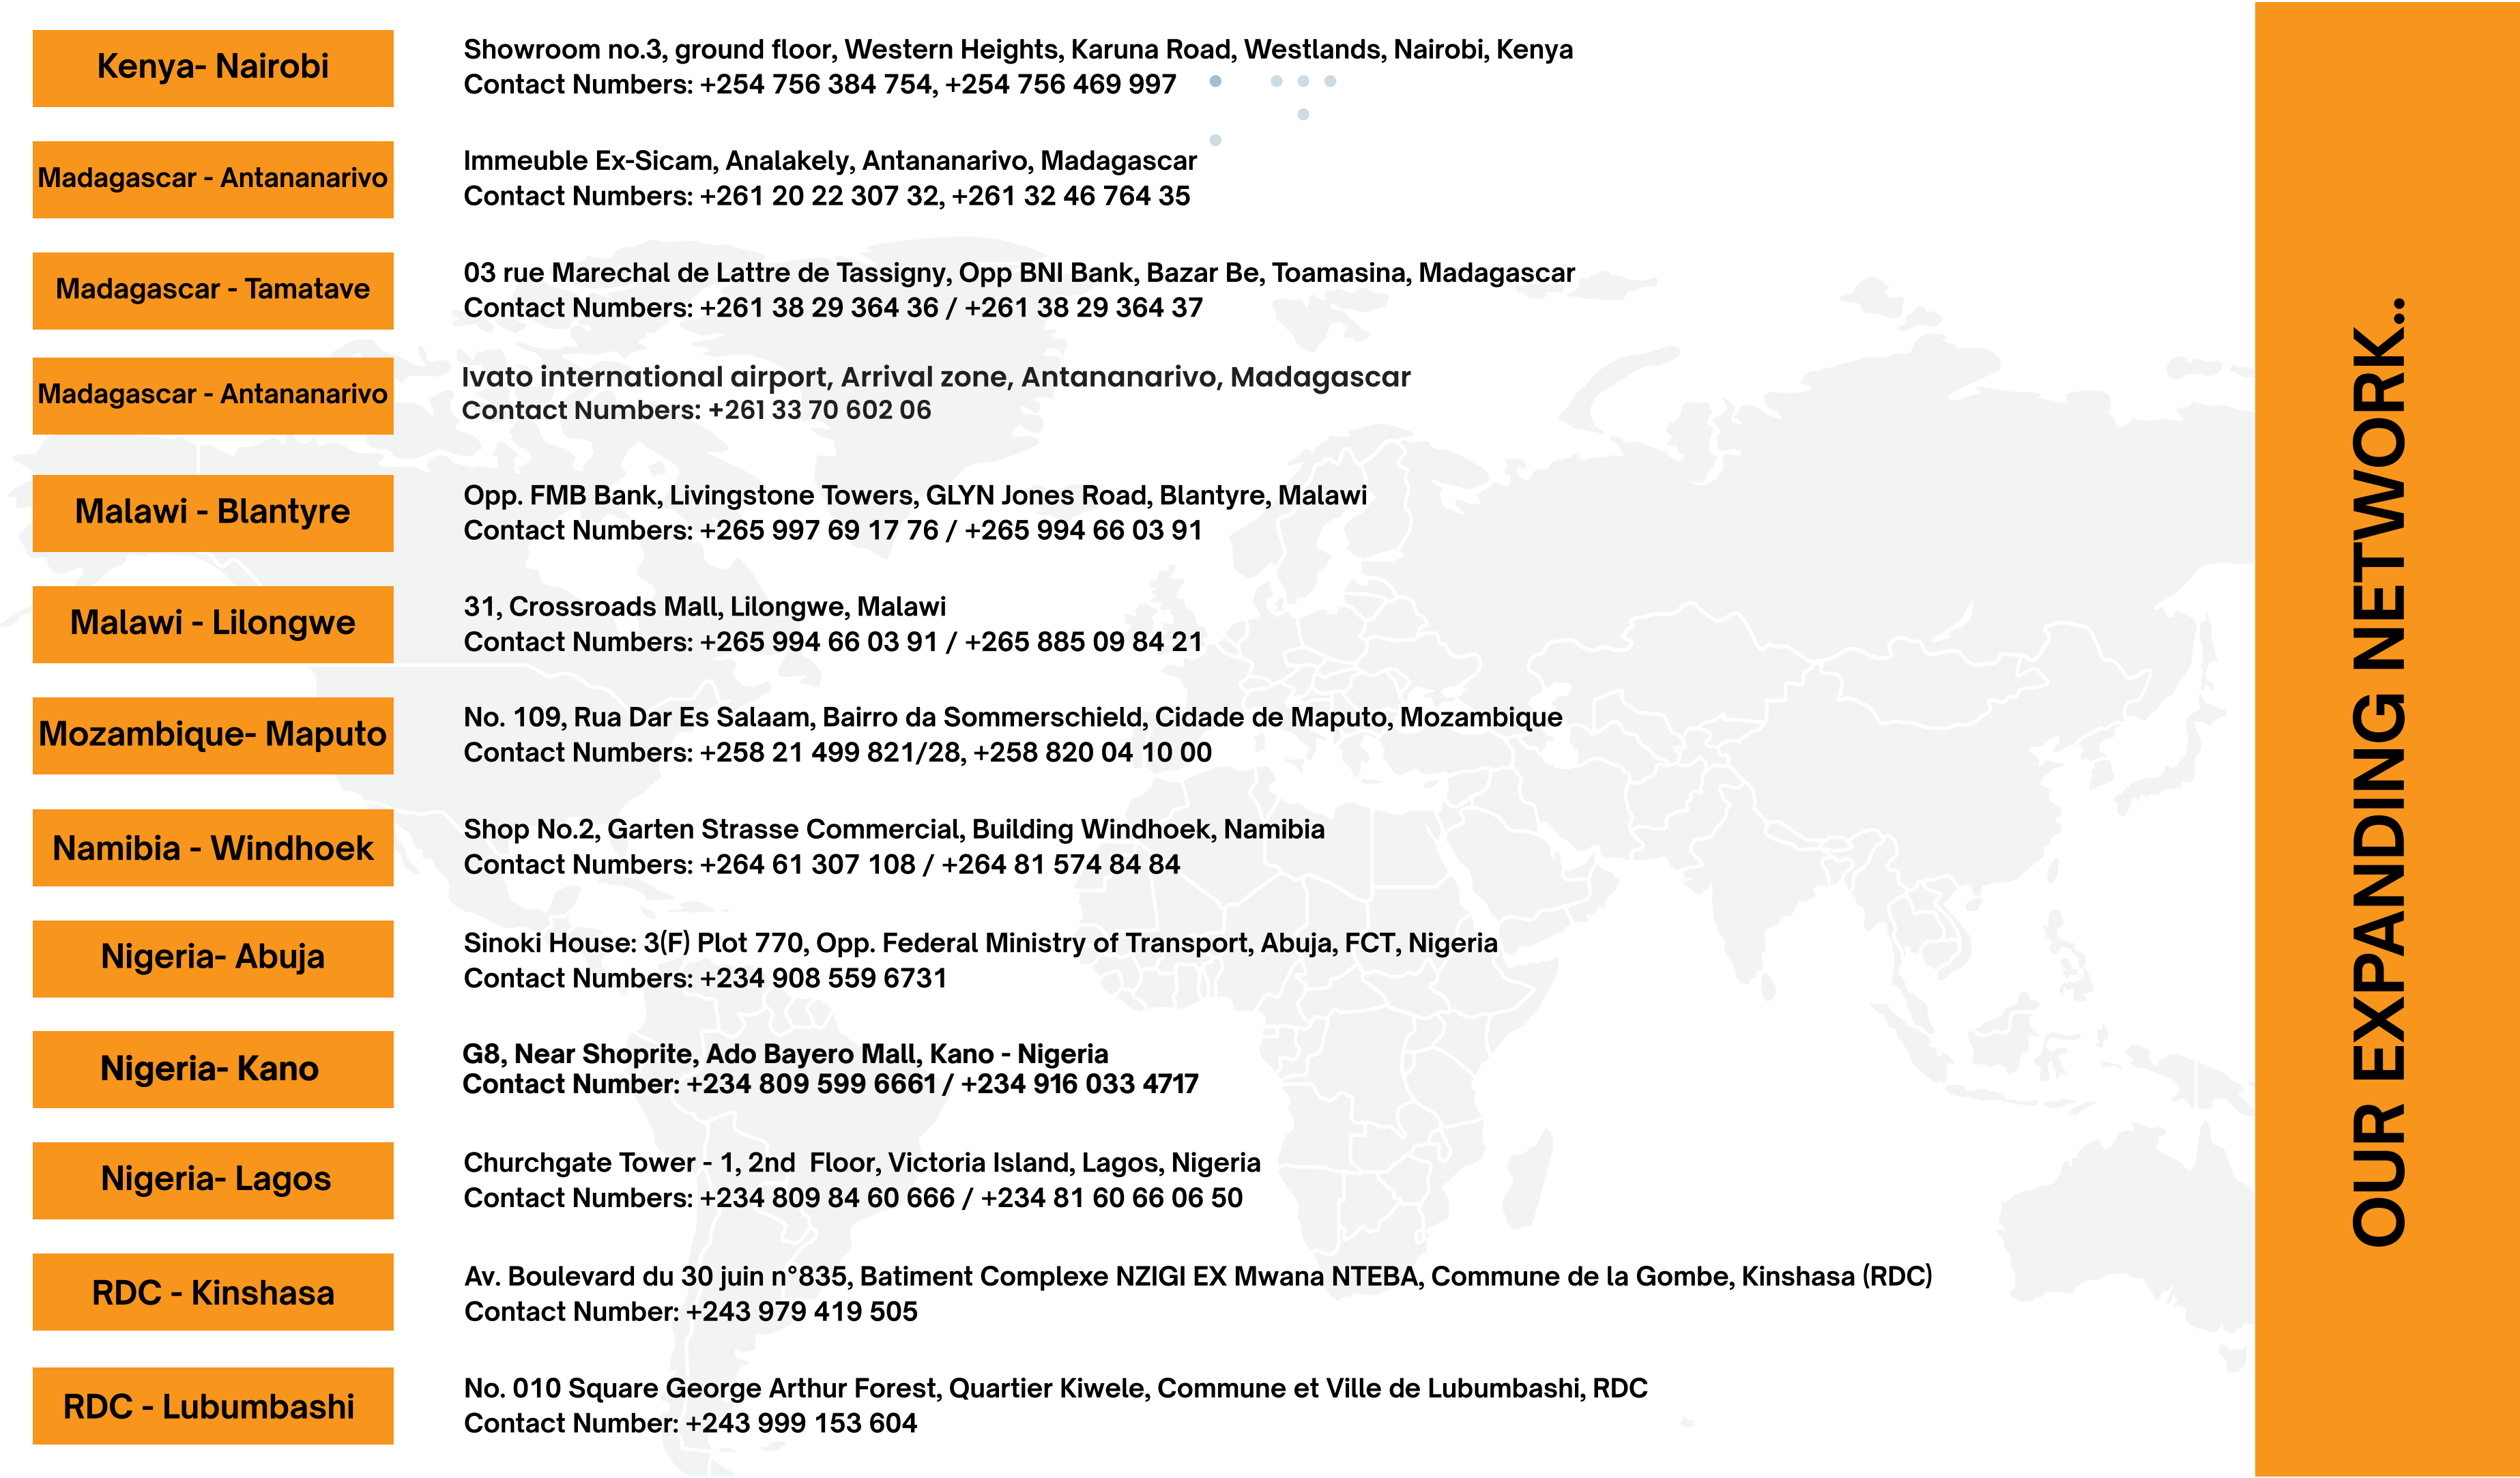 Kenya- Nairobi
Showroom no.3, ground floor, Western Heights, Karuna Road, Westlands, Nairobi, Kenya
Contact Numbers: +254 756 384 754, +254 756 469 997
Madagascar - Antananarivo
Immeuble Ex-Sicam, Analakely, Antananarivo, Madagascar
Contact Numbers: +261 20 22 307 32, +261 32 46 764 35
Madagascar - Tamatave
03 rue Marechal de Lattre de Tassigny, Opp BNI Bank, Bazar Be, Toamasina, Madagascar
Contact Numbers: +261 38 29 364 36 / +261 38 29 364 37
Madagascar - Antananarivo
Ivato international airport, Arrival zone, Antananarivo, Madagascar
Contact Numbers: +261 33 70 602 06
Malawi - Blantyre
Opp. FMB Bank, Livingstone Towers, GLYN Jones Road, Blantyre, Malawi
Contact Numbers: +265 997 69 17 76 / +265 994 66 03 91
Malawi - Lilongwe
31, Crossroads Mall, Lilongwe, Malawi
Contact Numbers: +265 994 66 03 91 / +265 885 09 84 21
Mozambique- Maputo
No. 109, Rua Dar Es Salaam, Bairro da Sommerschield, Cidade de Maputo, Mozambique
Contact Numbers: +258 21 499 821/28, +258 820 04 10 00
Namibia - Windhoek
Shop No.2, Garten Strasse Commercial, Building Windhoek, Namibia
Contact Numbers: +264 61 307 108 / +264 81 574 84 84
Nigeria- Abuja
Sinoki House: 3(F) Plot 770, Opp. Federal Ministry of Transport, Abuja, FCT, Nigeria
Contact Numbers: +234 908 559 6731
Nigeria- Kano
G8, Near Shoprite, Ado Bayero Mall, Kano - Nigeria
Contact Number: +234 809 599 6661 / +234 916 033 4717
Nigeria- Lagos
Churchgate Tower - 1, 2nd  Floor, Victoria Island, Lagos, Nigeria
Contact Numbers: +234 809 84 60 666 / +234 81 60 66 06 50
RDC - Kinshasa
Av. Boulevard du 30 juin n°835, Batiment Complexe NZIGI EX Mwana NTEBA, Commune de la Gombe, Kinshasa (RDC)
Contact Number: +243 979 419 505
RDC - Lubumbashi
No. 010 Square George Arthur Forest, Quartier Kiwele, Commune et Ville de Lubumbashi, RDC
Contact Number: +243 999 153 604
OUR EXPANDING NETWORK..